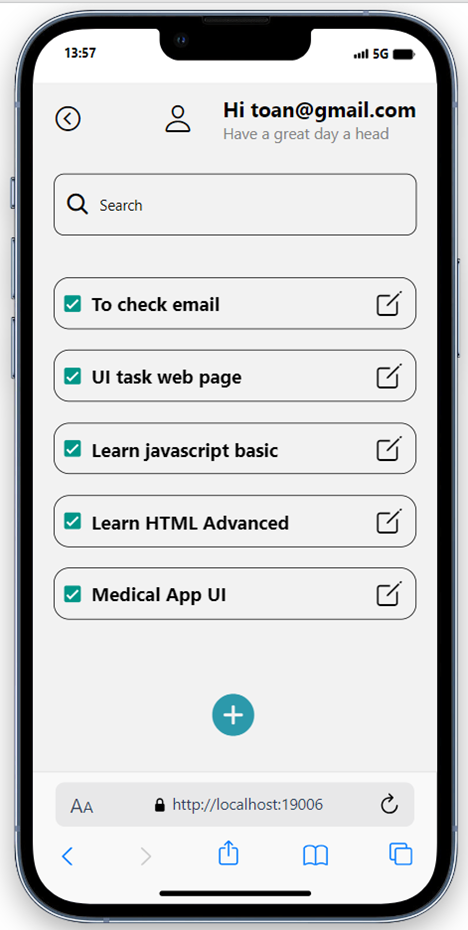 13:57
5G
Hi toan@gmail.com
Have a great day a head
Search
To check email
UI task web page
Learn javascript basic
Learn HTML Advanced
Medical App UI
AA http://localhost:19006